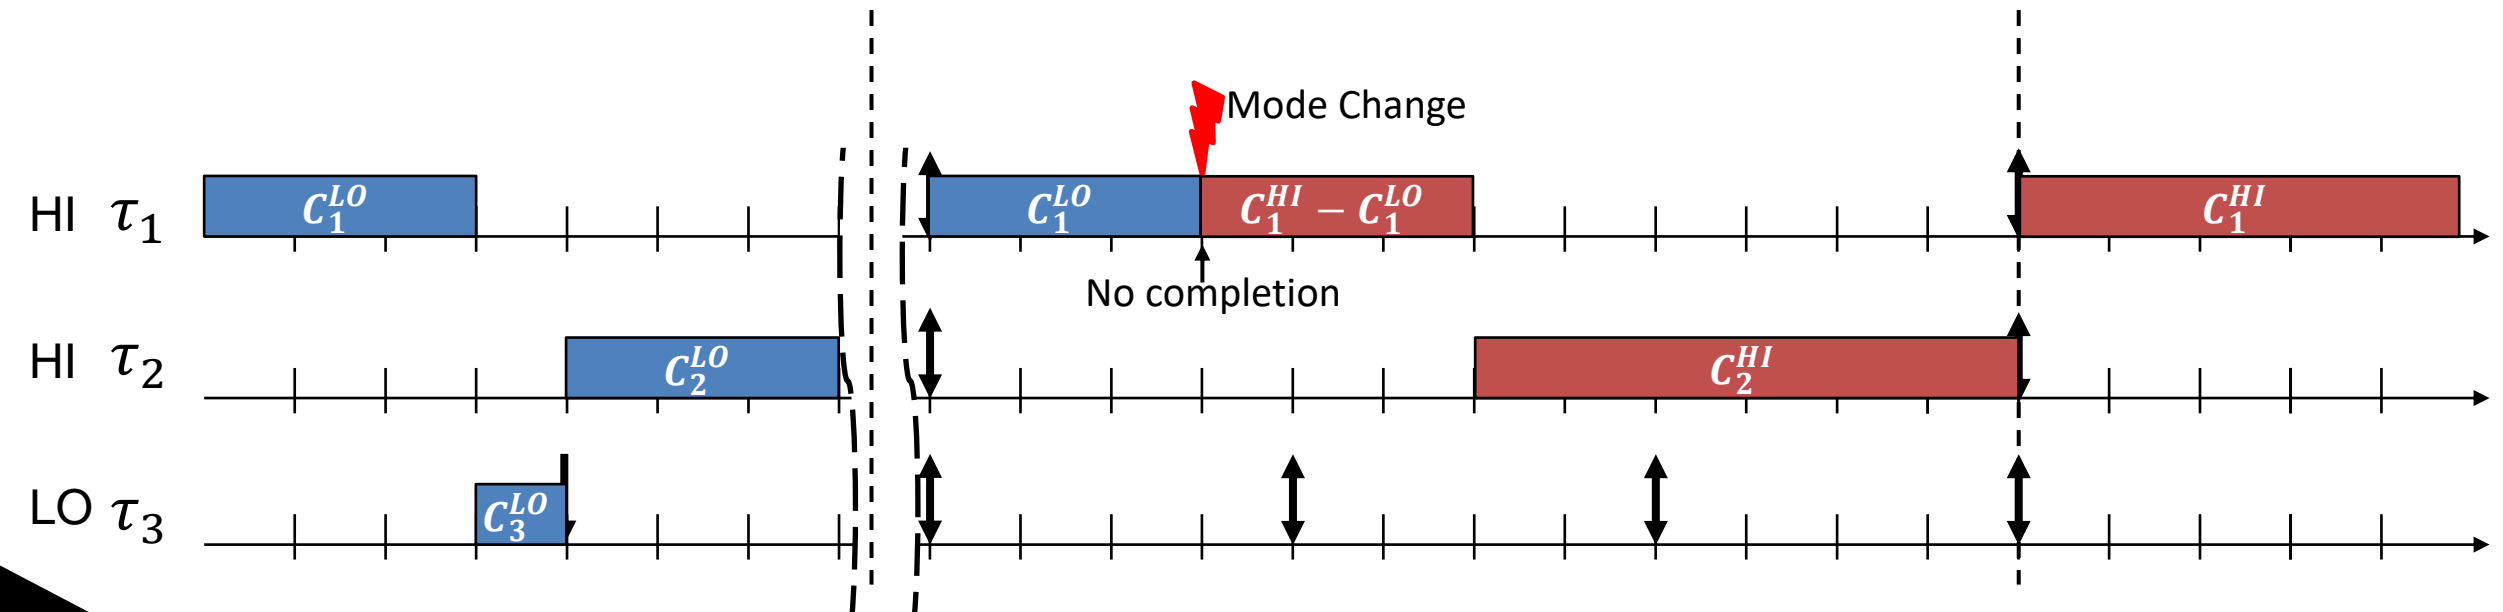 Mode Change
HI τ₁ C₁ᴸᴼ C₁ᴸᴼ C₁ᴴᴵ − C₁ᴸᴼ C₁ᴴᴵ
No completion
HI τ₂ C₂ᴸᴼ C₂ᴴᴵ
LO τ₃ C₃ᴸᴼ